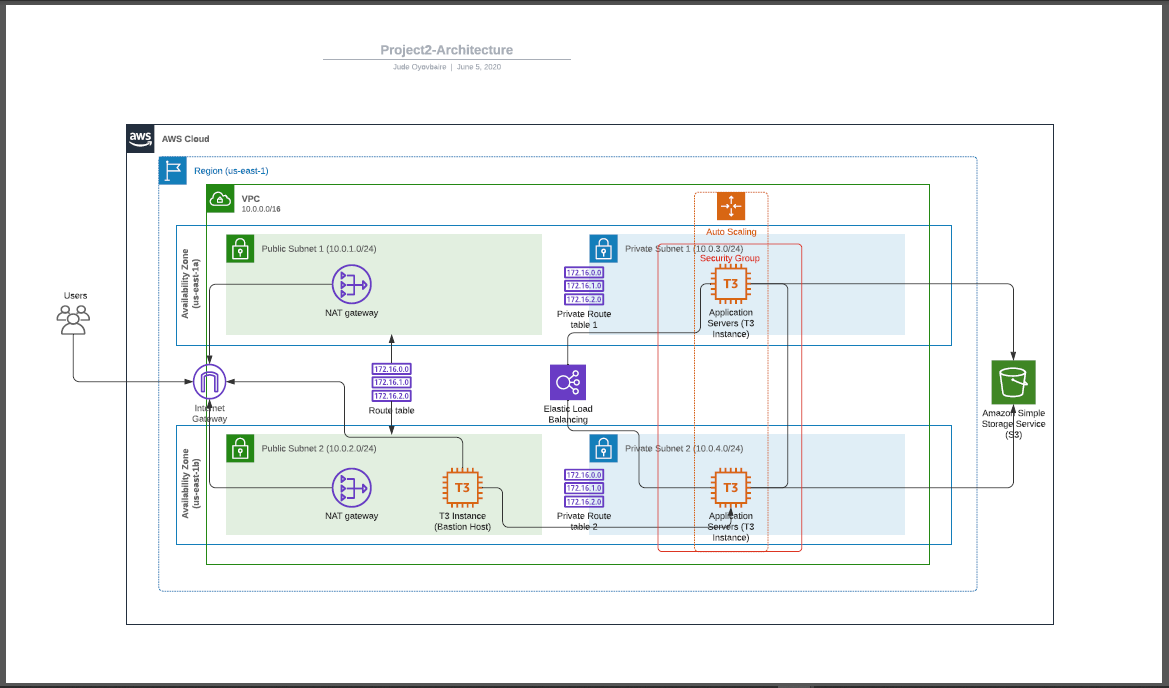 Project2-Architecture
Jude Oyovbaire | June 5, 2020
aws
AWS Cloud
Region (us-east-1)
VPC
10.0.0.0/16
Auto Scaling
Availability Zone
(us-east-1a)
Public Subnet 1 (10.0.1.0/24)
NAT gateway
172.16.0.0
172.16.1.0
172.16.2.0
Private Route
table 1
Private Subnet 1 (10.0.3.0/24)
Security Group
T3
Application
Servers (T3
Instance)
Users
Internet
Gateway
172.16.0.0
172.16.1.0
172.16.2.0
Route table
Elastic Load
Balancing
Amazon Simple
Storage Service
(S3)
Availability Zone
(us-east-1b)
Public Subnet 2 (10.0.2.0/24)
NAT gateway
T3
T3 Instance
(Bastion Host)
172.16.0.0
172.16.1.0
172.16.2.0
Private Route
table 2
Private Subnet 2 (10.0.4.0/24)
T3
Application
Servers (T3
Instance)